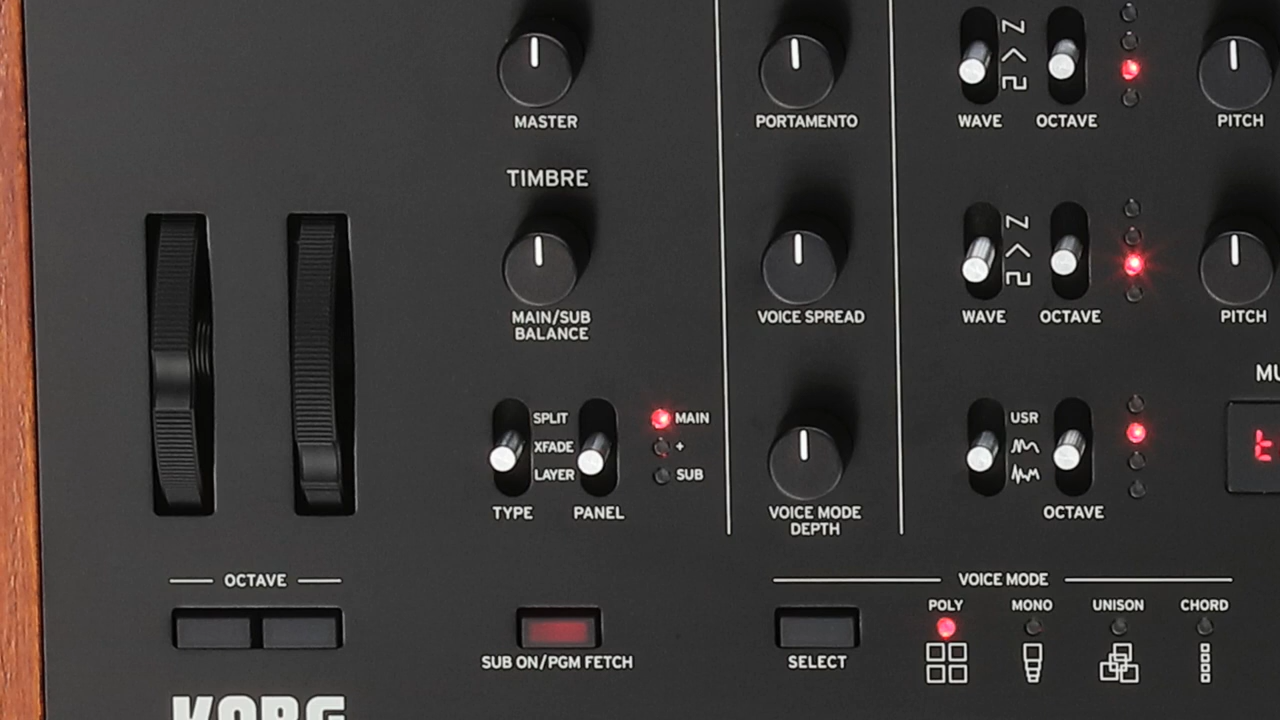 MASTER
PORTAMENTO
WAVE
OCTAVE
PITCH
TIMBRE
MAIN/SUB
BALANCE
VOICE SPREAD
WAVE
OCTAVE
PITCH
SPLIT
XFADE
LAYER
MAIN
+
SUB
USR
TYPE
PANEL
VOICE MODE
DEPTH
OCTAVE
OCTAVE
VOICE MODE
POLY
MONO
UNISON
CHORD
SUB ON/PGM FETCH
SELECT
KORG